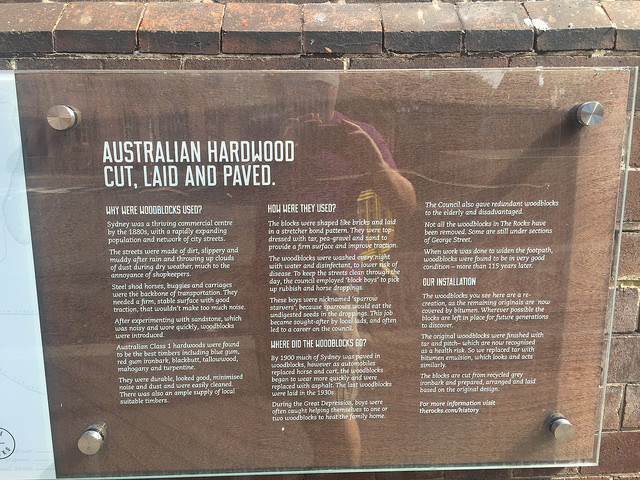 AUSTRALIAN HARDWOOD
CUT, LAID AND PAVED.
WHY WERE WOODBLOCKS USED?
Sydney was a thriving commercial centre
by the 1880s, with a rapidly expanding
population and network of city streets.
The streets were made of dirt, slippery and
muddy after rain and throwing up clouds
of dust during dry weather, much to the
annoyance of shopkeepers.
Steel shod horses, buggies and carriages
were the backbone of transportation. They
needed a firm, stable surface with good
traction, that wouldn't make too much noise.
After experimenting with sandstone, which
was noisy and wore quickly, woodblocks
were introduced.
Australian Class 1 hardwoods were found
to be the best timbers including blue gum,
red gum ironbark, blackbutt, tallowwood,
mahogany and turpentine.
They were durable, looked good, minimised
noise and dust and were easily cleaned.
There was also an ample supply of local
suitable timbers.
HOW WERE THEY USED?
The blocks were shaped like bricks and laid
in a stretcher bond pattern. They were top
dressed with tar, pea-gravel and sand to
provide a firm surface and improve traction.
The woodblocks were washed every night
with water and disinfectant, to lower risk of
disease. To keep the streets clean through the
day, the council employed 'block boys' to pick
up rubbish and horse droppings.
These boys were nicknamed 'sparrow
starvers' because sparrows would eat the
undigested seeds in the droppings. This job
became sought-after by local lads, and often
led to a career on the council.
WHERE DID THE WOODBLOCKS GO?
By 1900 much of Sydney was paved in
woodblocks, however as automobiles
replaced horse and cart, the woodblocks
began to wear more quickly and were
replaced with asphalt. The last woodblocks
were laid in the 1930s.
During the Great Depression, boys were
often caught helping themselves to one or
two woodblocks to heat the family home.
The Council also gave redundant woodblocks
to the elderly and disadvantaged.
Not all the woodblocks in The Rocks have
been removed. Some are still under sections
of George Street.
When work was done to widen the footpath,
woodblocks were found to be in very good
condition – more than 115 years later.
OUR INSTALLATION
The woodblocks you see here are a re-
creation, as the remaining originals are now
covered by bitumen. Wherever possible the
blocks are left in place for future generations
to discover.
The original woodblocks were finished with
tar and pitch– which are now recognised
as a health risk. So we replaced tar with
bitumen emulsion, which looks and acts
similarly.
The blocks are cut from recycled grey
ironbark and prepared, arranged and laid
based on the original design.
For more information visit
therocks.com/history